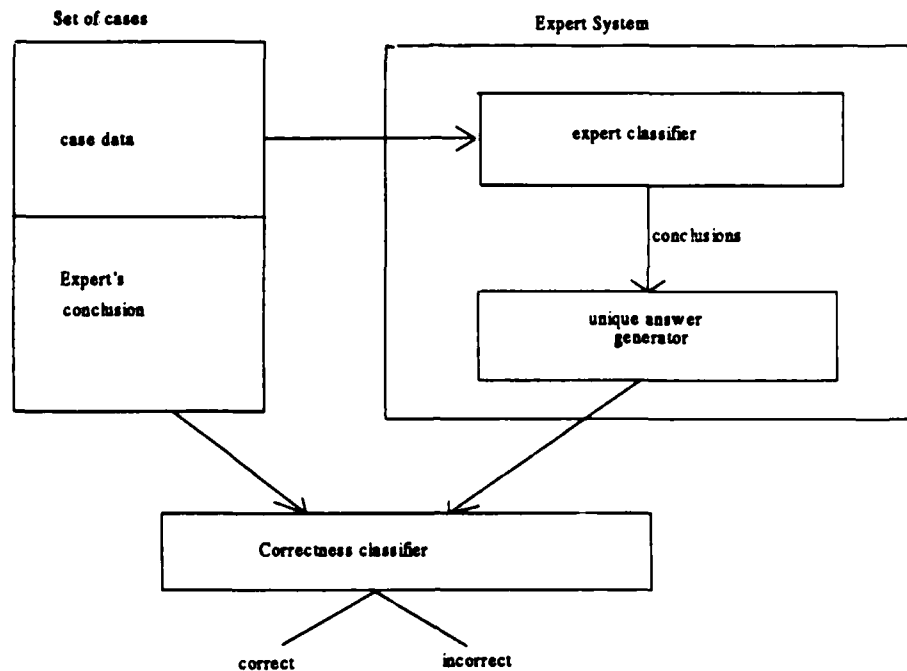 Set of cases
Expert System
case data
expert classifier
conclusions
Expert's
conclusion
unique answer
generator
Correctness classifier
correct
incorrect